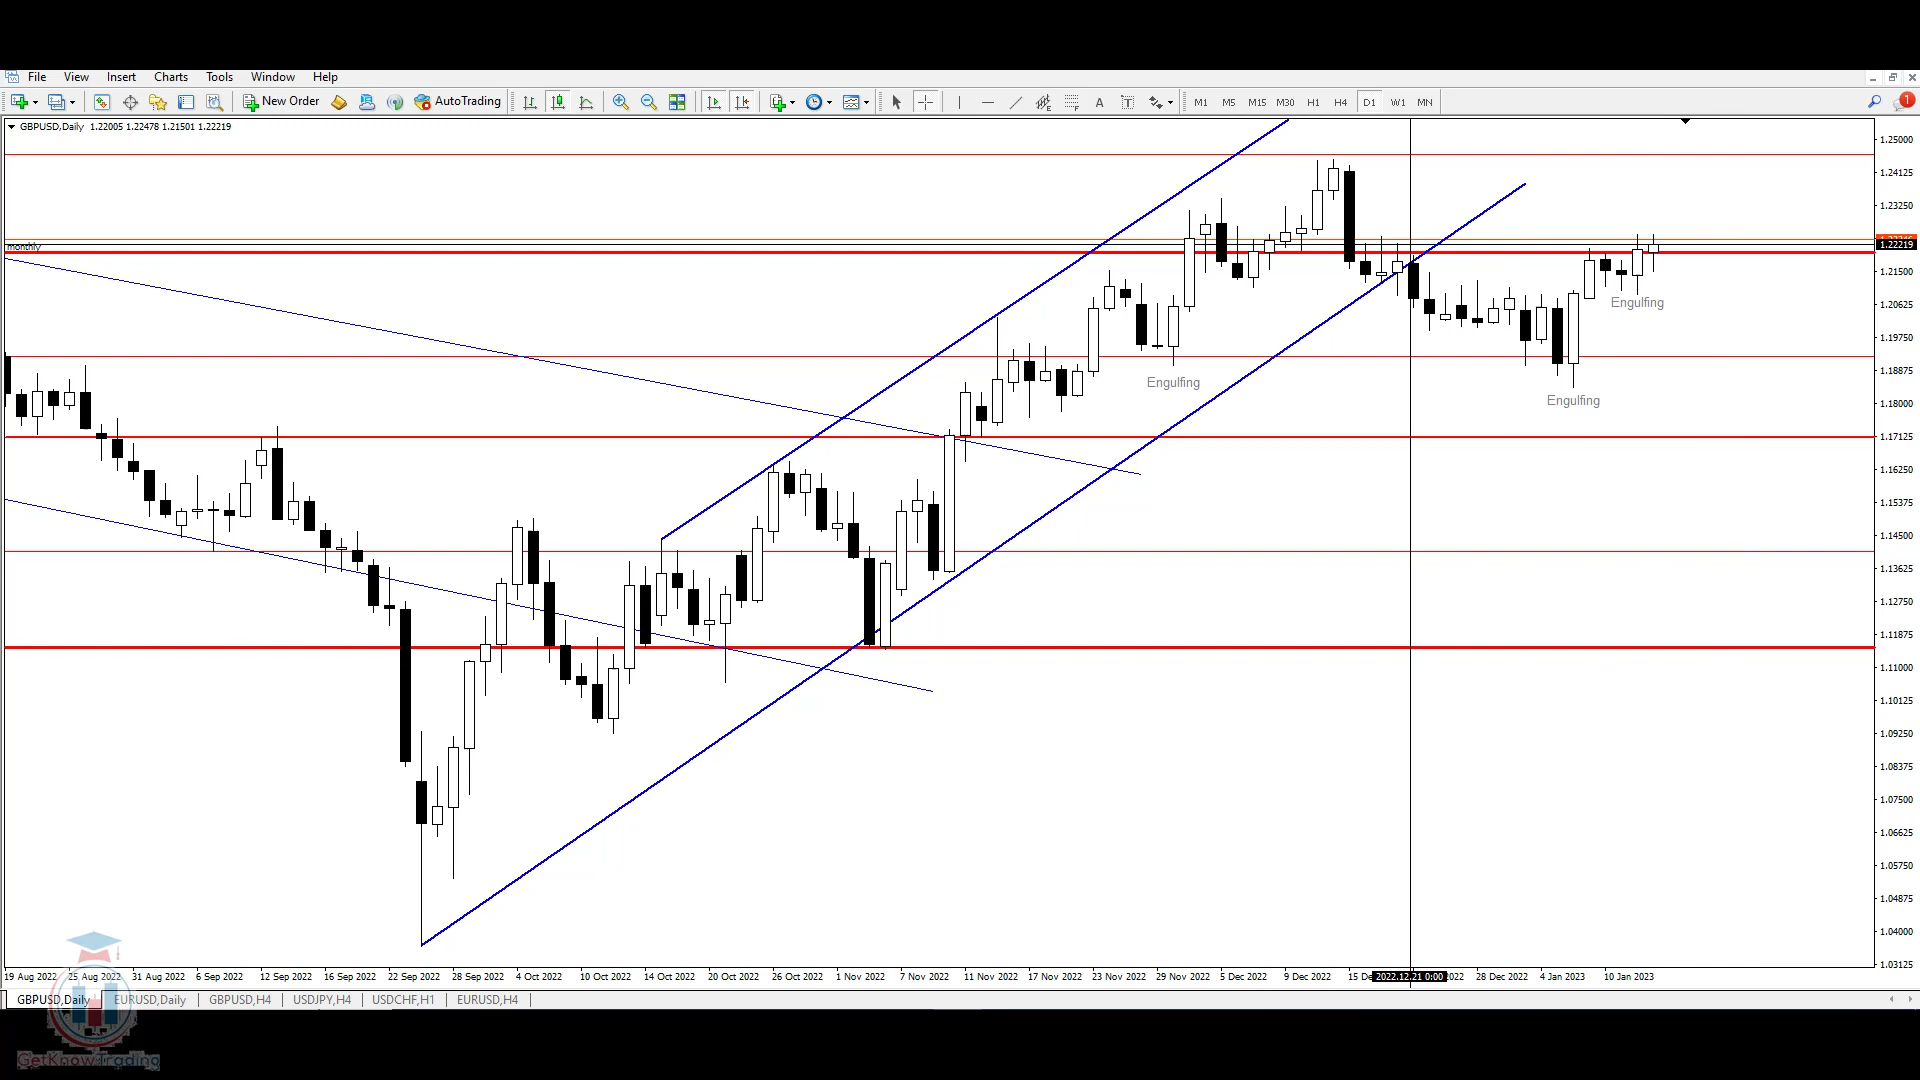 File View Insert Charts Tools Window Help
New Order AutoTrading A T M1 M5 M15 M30 H1 H4 D1 W1 MN 1
GBPUSD,Daily 1.22005 1.22478 1.21501 1.22219
1.25000
1.24125
1.23250
monthly
1.22219
1.21500
Engulfing
1.20625
1.19750
1.18875
Engulfing
Engulfing
1.18000
1.17125
1.16250
1.15375
1.14500
1.13625
1.12750
1.11875
1.11000
1.10125
1.09250
1.08375
1.07500
1.06625
1.05750
1.04875
1.04000
1.03125
19 Aug 2022 25 Aug 2022 31 Aug 2022 6 Sep 2022 12 Sep 2022 16 Sep 2022 22 Sep 2022 28 Sep 2022 4 Oct 2022 10 Oct 2022 14 Oct 2022 20 Oct 2022 26 Oct 2022 1 Nov 2022 7 Nov 2022 11 Nov 2022 17 Nov 2022 23 Nov 2022 29 Nov 2022 5 Dec 2022 9 Dec 2022 15 De 2022.12.21 0:00 022 28 Dec 2022 4 Jan 2023 10 Jan 2023
GBPUSD,Daily EURUSD,Daily GBPUSD,H4 USDJPY,H4 USDCHF,H1 EURUSD,H4
GetKnowTrading